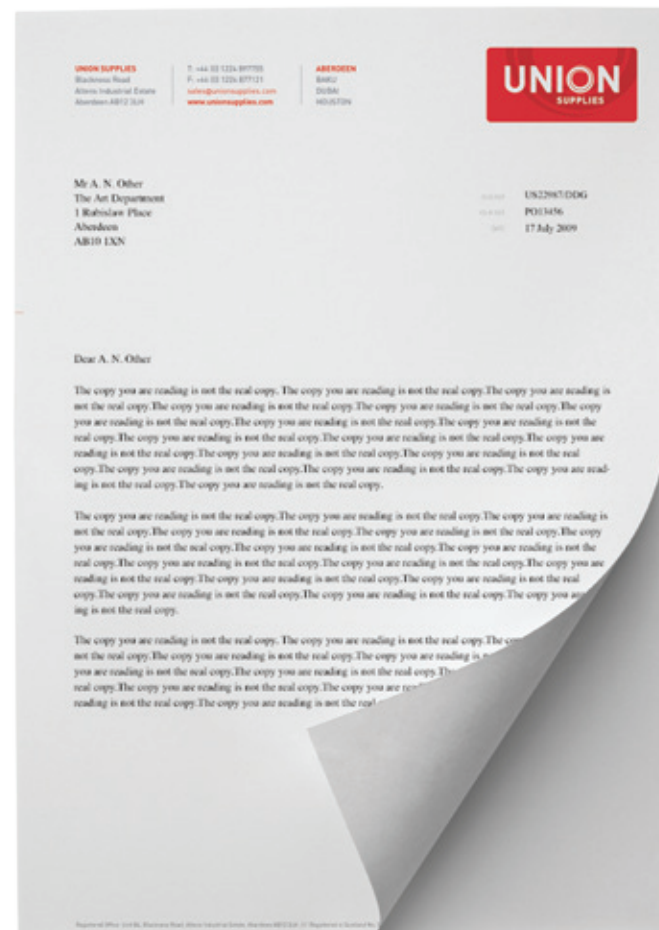 UNION SUPPLIES
Blackness Road
Altens Industrial Estate
Aberdeen AB12 3LH
T: +44 (0) 1224 897755
F: +44 (0) 1224 877121
sales@unionsupplies.com
www.unionsupplies.com
ABERDEEN
BAKU
DUBAI
HOUSTON
UNION
SUPPLIES
Mr A. N. Other
The Art Department
1 Rubislaw Place
Aberdeen
AB10 1XN
US22987/DDG
PO13456
DATE 17 July 2009
Dear A. N. Other
The copy you are reading is not the real copy. The copy you are reading is not the real copy.The copy you are reading is
not the real copy.The copy you are reading is not the real copy.The copy you are reading is not the real copy.The copy
you are reading is not the real copy.The copy you are reading is not the real copy.The copy you are reading is not the
real copy.The copy you are reading is not the real copy.The copy you are reading is not the real copy.The copy you are
reading is not the real copy.The copy you are reading is not the real copy.The copy you are reading is not the real
copy.The copy you are reading is not the real copy.The copy you are reading is not the real copy.The copy you are read-
ing is not the real copy.The copy you are reading is not the real copy.
The copy you are reading is not the real copy.The copy you are reading is not the real copy.The copy you are reading is
not the real copy.The copy you are reading is not the real copy.The copy you are reading is not the real copy.The copy
you are reading is not the real copy.The copy you are reading is not the real copy.The copy you are reading is not the
real copy.The copy you are reading is not the real copy.The copy you are reading is not the real copy.The copy you are
reading is not the real copy.The copy you are reading is not the real copy.The copy you are reading is not the real
copy.The copy you are reading is not the real copy.The copy you are reading is not the real copy.The copy you are
ing is not the real copy.
The copy you are reading is not the real copy. The copy you are reading is not the real copy.The
not the real copy.The copy you are reading is not the real copy.The copy you are reading is
you are reading is not the real copy.The copy you are reading is not the real copy.
real copy.The copy you are reading is not the real copy.The copy you are
reading is not the real copy.The copy you are reading is not the real